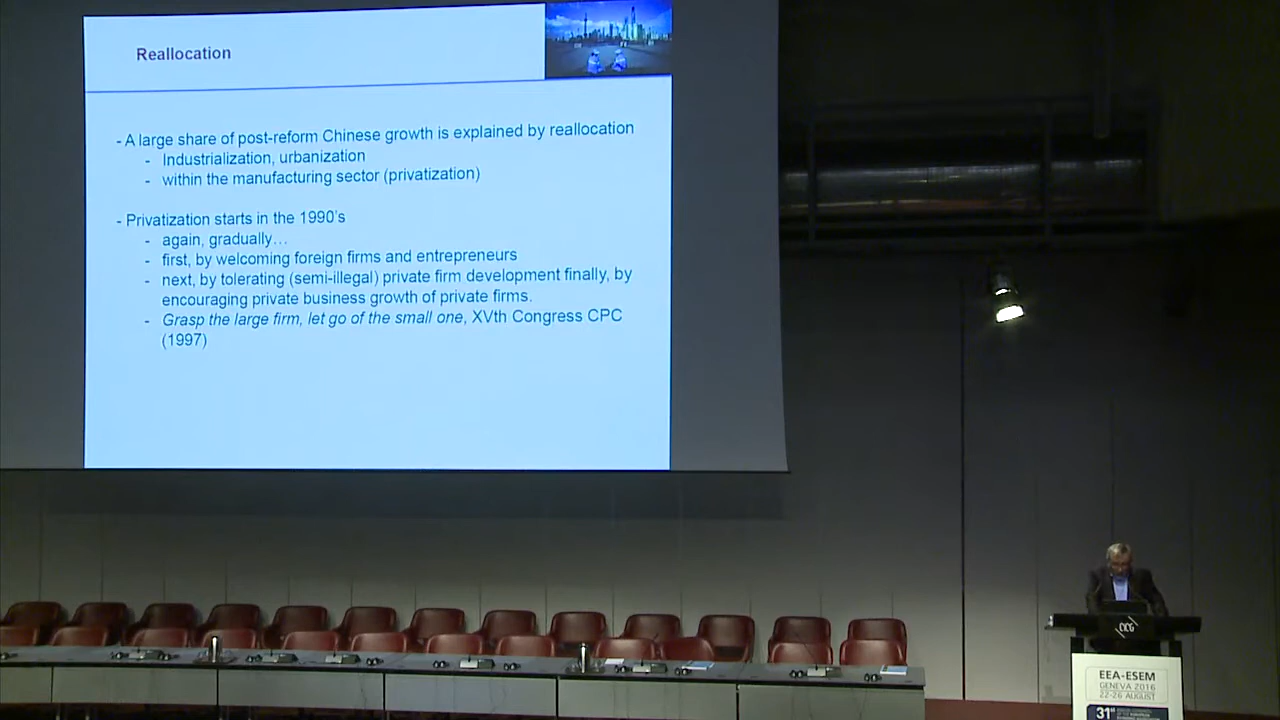 Reallocation
- A large share of post-reform Chinese growth is explained by reallocation
- Industrialization, urbanization
- within the manufacturing sector (privatization)
- Privatization starts in the 1990's
- again, gradually…
- first, by welcoming foreign firms and entrepreneurs
- next, by tolerating (semi-illegal) private firm development finally, by
encouraging private business growth of private firms.
- Grasp the large firm, let go of the small one, XVth Congress CPC
(1997)
CICG
EEA-ESEM
GENEVA 2016
22-26 AUGUST
31st